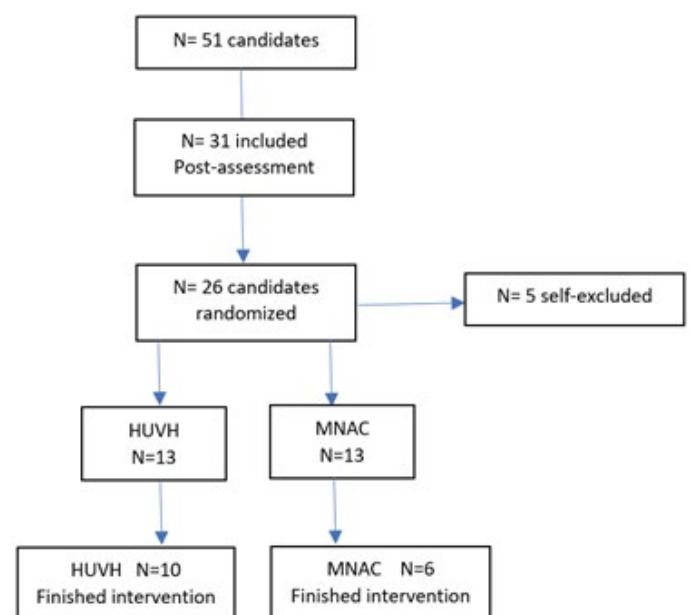 N= 51 candidates
N= 31 included
Post-assessment
N= 26 candidates
randomized
N= 5 self-excluded
HUVH
N=13
MNAC
N=13
HUVH N=10
Finished intervention
MNAC N=6
Finished intervention